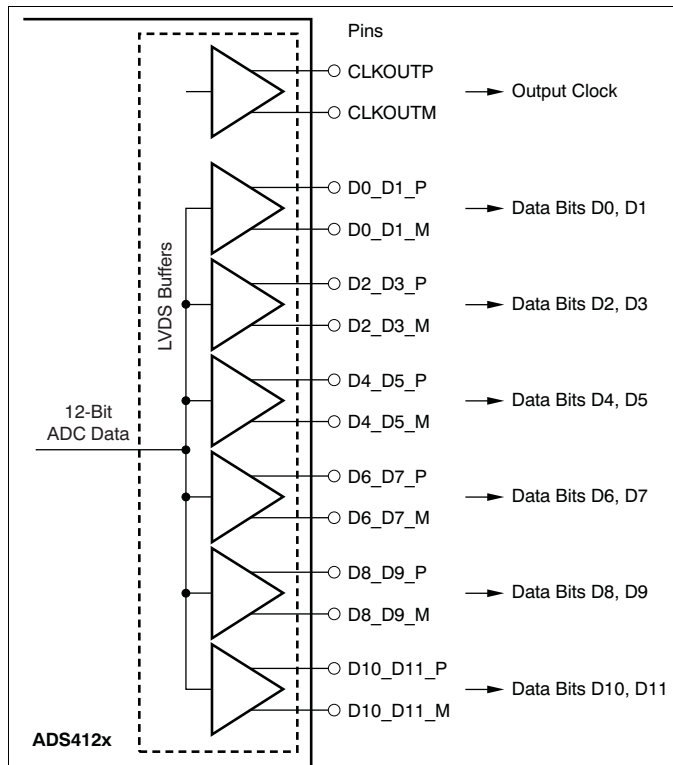 Pins
CLKOUTP
CLKOUTM
Output Clock
D0_D1_P
D0_D1_M
Data Bits D0, D1
D2_D3_P
D2_D3_M
Data Bits D2, D3
D4_D5_P
D4_D5_M
Data Bits D4, D5
D6_D7_P
D6_D7_M
Data Bits D6, D7
D8_D9_P
D8_D9_M
Data Bits D8, D9
D10_D11_P
D10_D11_M
Data Bits D10, D11
LVDS Buffers
12-Bit
ADC Data
ADS412x